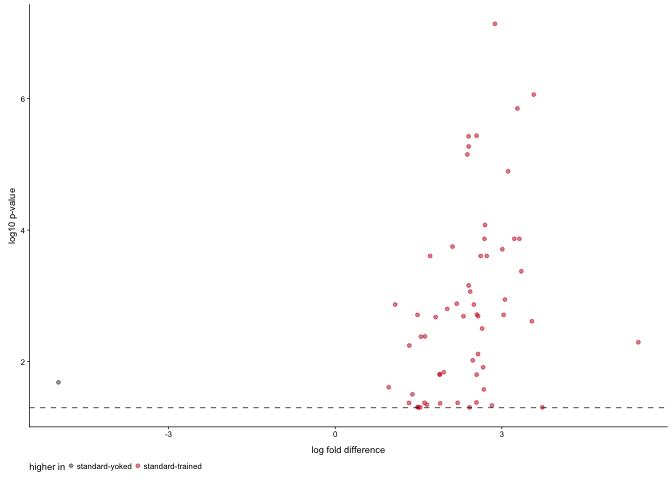 6
4
2
log10 p-value
-3
0
3
log fold difference
higher in standard-yoked standard-trained